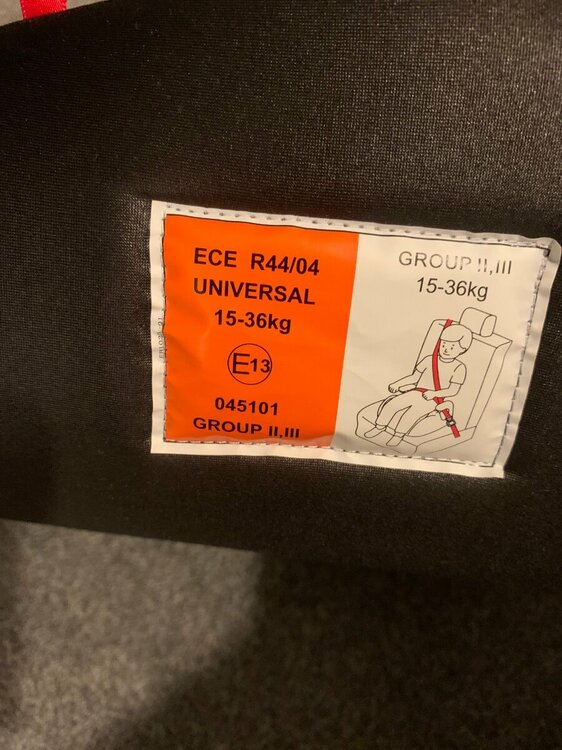 ECE R44/04
UNIVERSAL
15-36kg
E13
045101
GROUP II,III
GROUP II,III
15-36kg